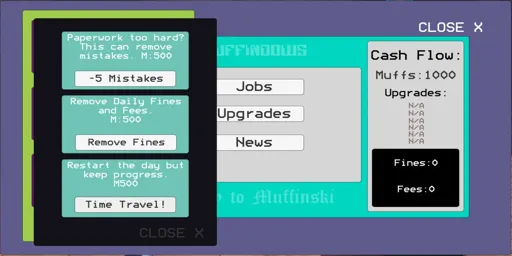 Paperwork too hard?
This can remove
mistakes. M:500
-5 Mistakes
Remove Daily Fines
and Fees.
M:500
Remove Fines
Restart the day but
keep progress.
M500
Time Travel!
CLOSE X
UFFINDOWS
Jobs
Upgrades
News
to Muffinski
CLOSE X
Cash Flow:
Muffs:1000
Upgrades:
N/A
N/A
N/A
N/A
N/A
Fines:0
Fees:0